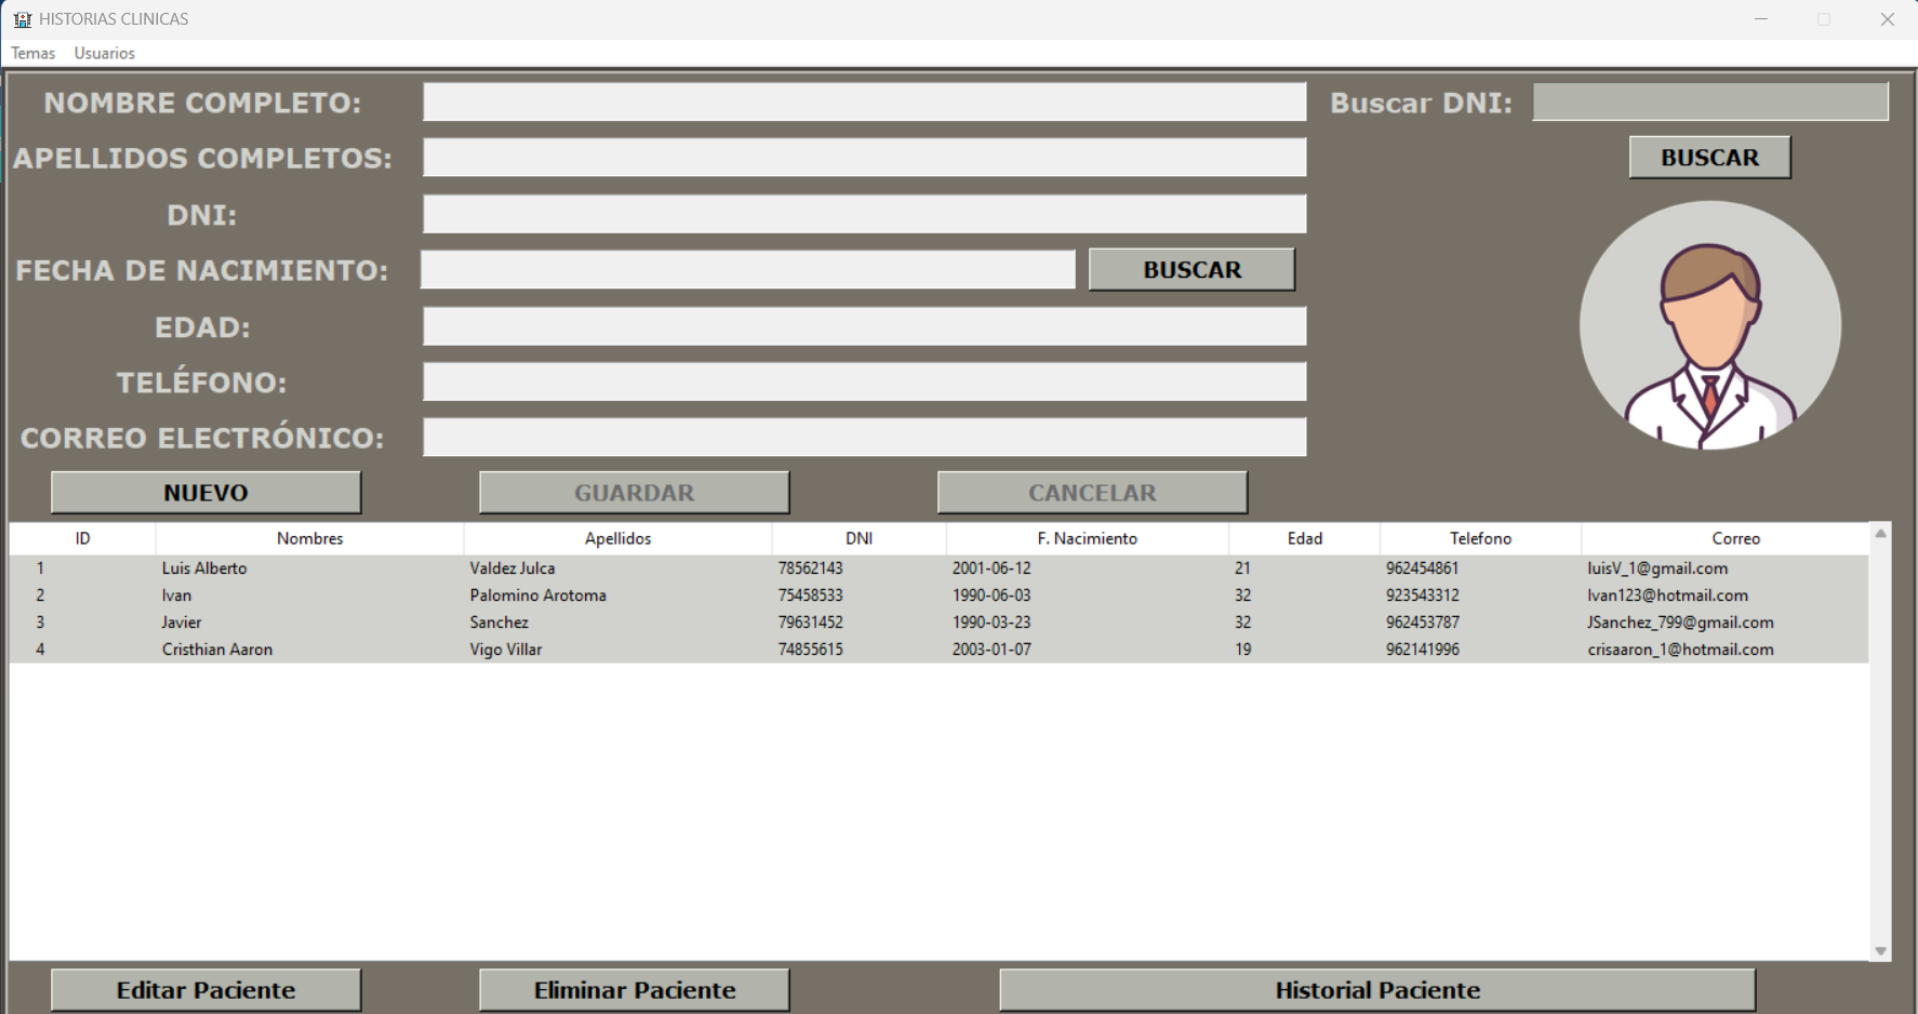 HISTORIAS CLINICAS
Temas Usuarios
NOMBRE COMPLETO: Buscar DNI:
APELLIDOS COMPLETOS: BUSCAR
DNI:
FECHA DE NACIMIENTO: BUSCAR
EDAD:
TELÉFONO:
CORREO ELECTRÓNICO:
NUEVO GUARDAR CANCELAR
ID Nombres Apellidos DNI F. Nacimiento Edad Telefono Correo
1 Luis Alberto Valdez Julca 78562143 2001-06-12 21 962454861 luisV_1@gmail.com
2 Ivan Palomino Arotoma 75458533 1990-06-03 32 923543312 Ivan123@hotmail.com
3 Javier Sanchez 79631452 1990-03-23 32 962453787 JSanchez_799@gmail.com
4 Cristhian Aaron Vigo Villar 74855615 2003-01-07 19 962141996 crisaaron_1@hotmail.com
Editar Paciente Eliminar Paciente Historial Paciente